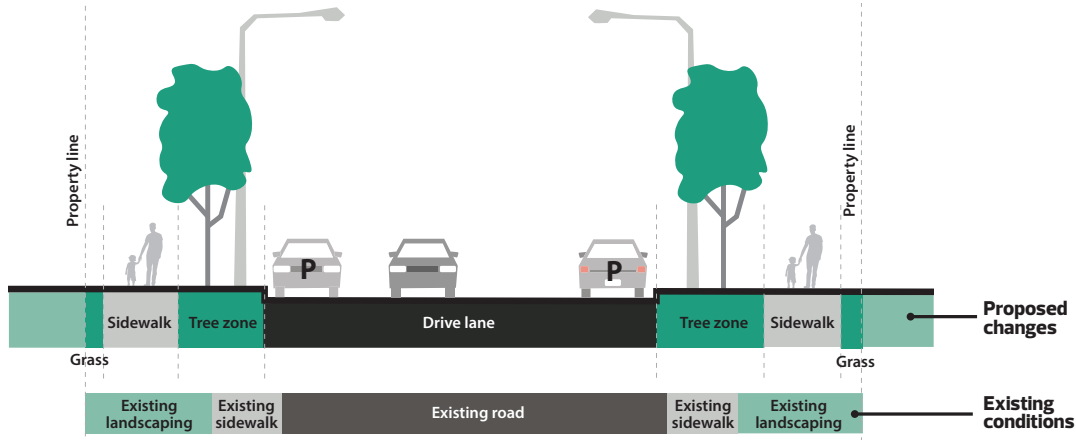 Property line
Property line
P
P
Sidewalk
Tree zone
Drive lane
Tree zone
Sidewalk
Proposed
changes
Grass
Grass
Existing
landscaping
Existing
sidewalk
Existing road
Existing
sidewalk
Existing
landscaping
Existing
conditions